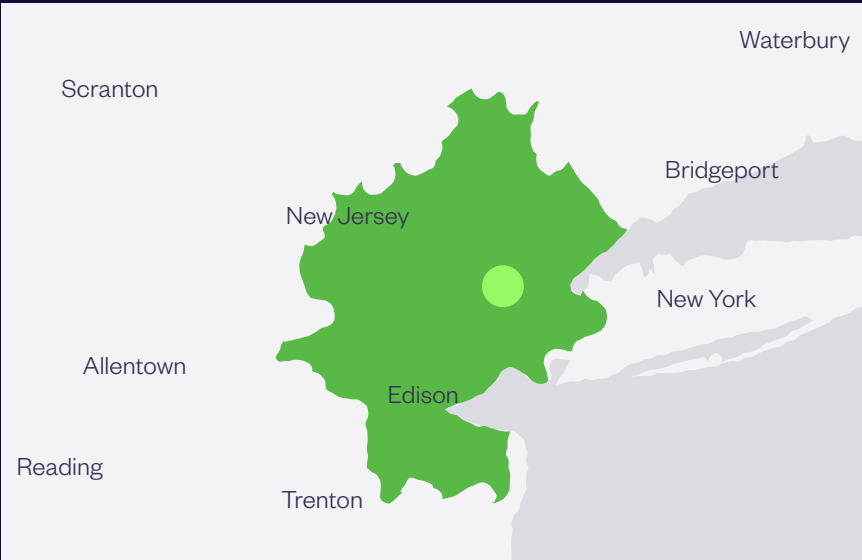 Waterbury
Scranton
Bridgeport
New Jersey
New York
Allentown
Edison
Reading
Trenton